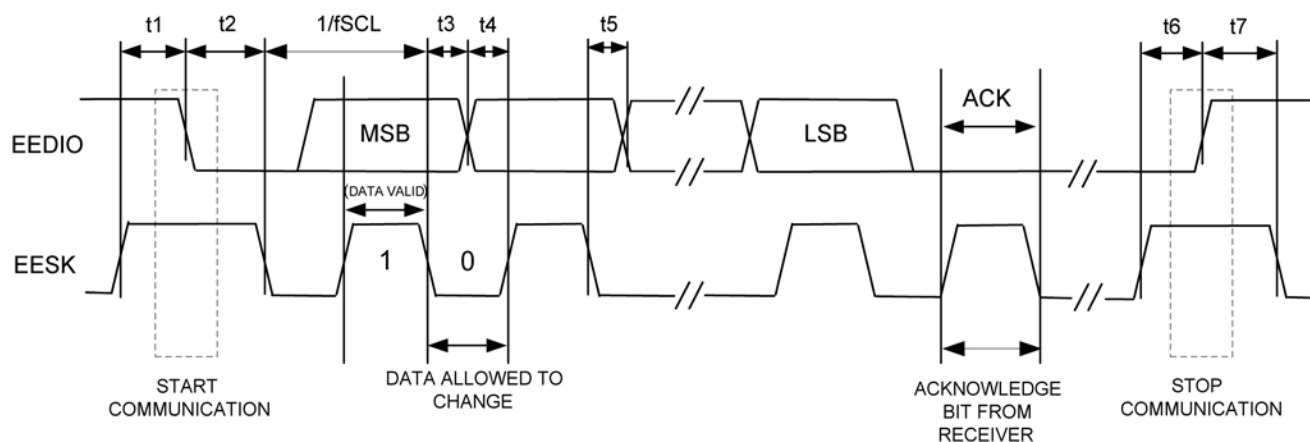 t1 t2 1/fSCL t3 t4 t5 t6 t7
ACK
EEDIO MSB LSB
(DATA VALID)
EESK 1 0
START
COMMUNICATION
DATA ALLOWED TO
CHANGE
ACKNOWLEDGE
BIT FROM
RECEIVER
STOP
COMMUNICATION